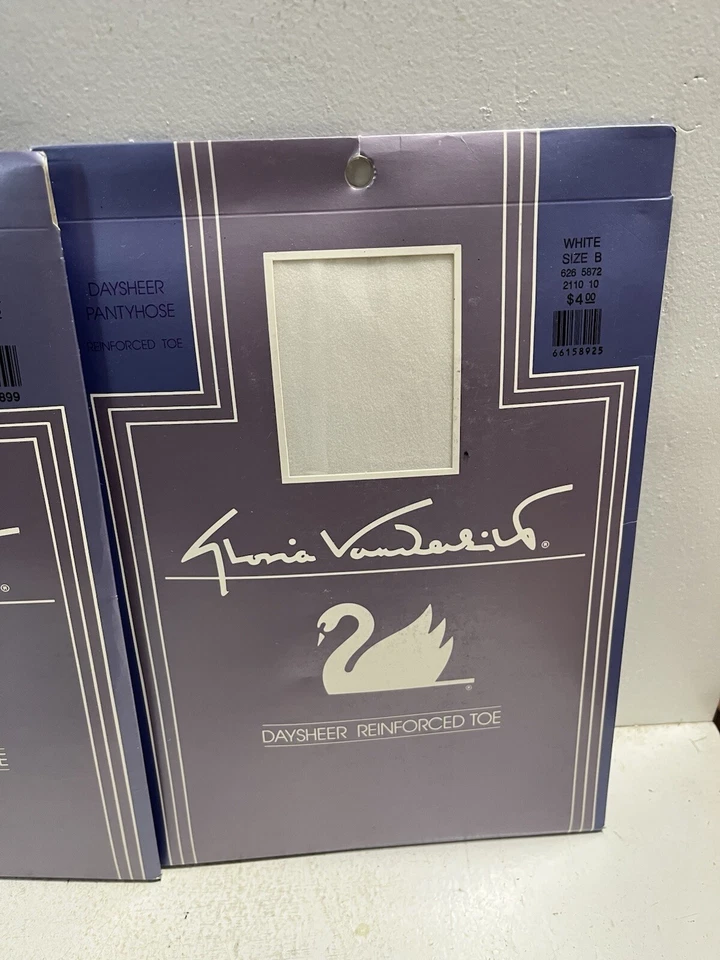 DAYSHEER
PANTYHOSE
REINFORCED TOE
WHITE
SIZE B
626 5872
2110 10
$4.00
66158925
Gloria Vanderbilt®
®
DAYSHEER REINFORCED TOE
899
®